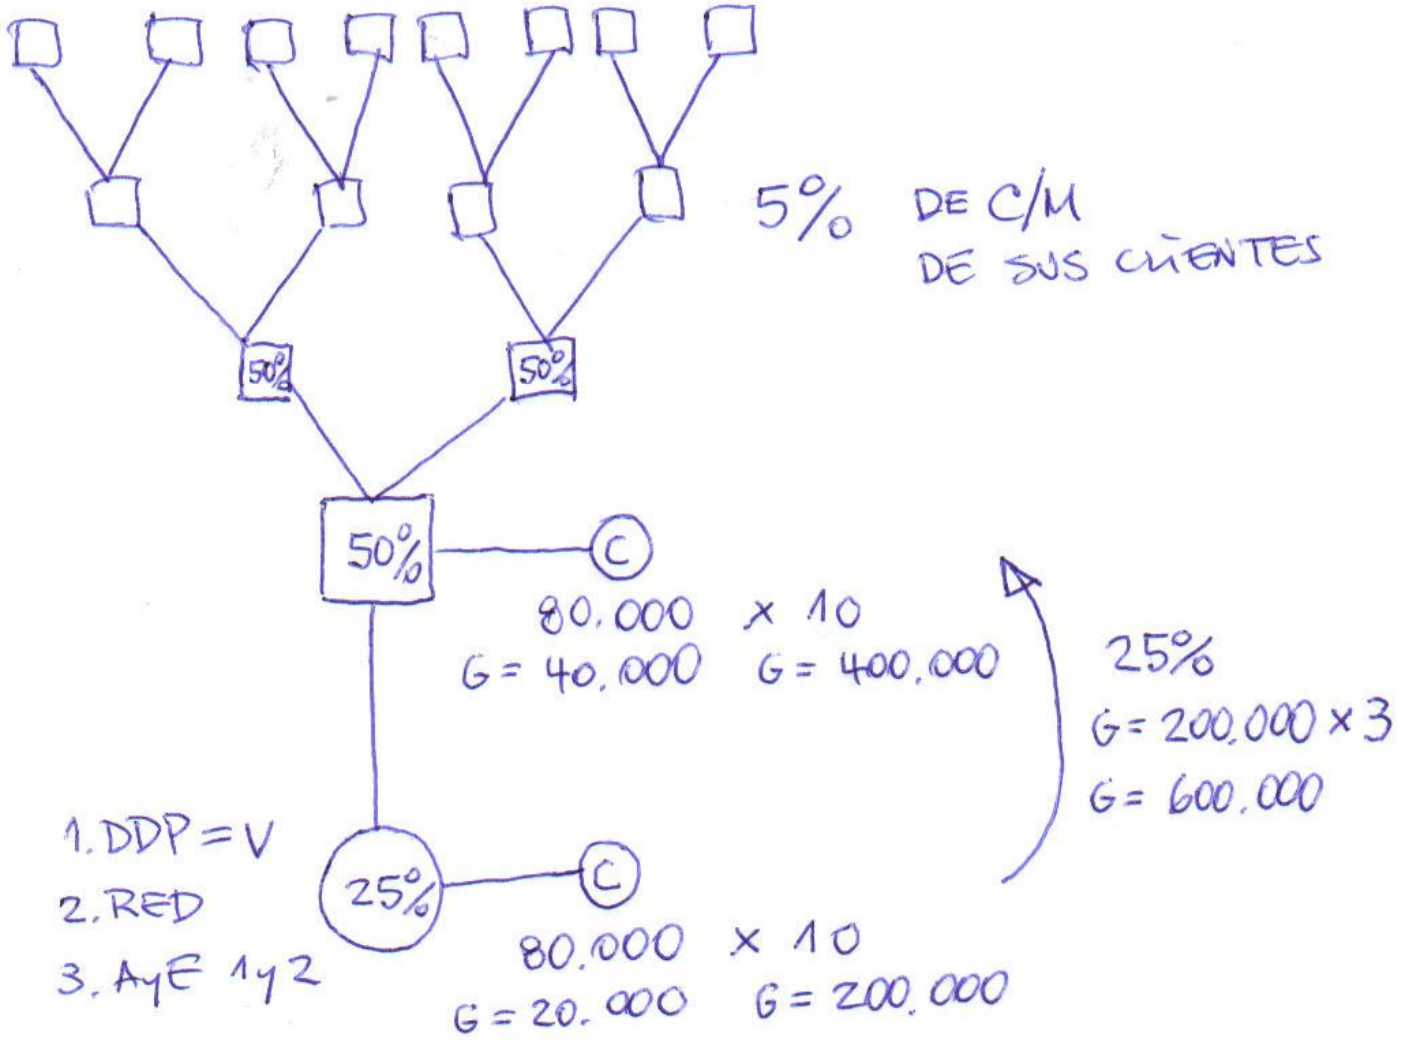 5% DE C/M
DE SUS CLIENTES
50%
50%
50%
C
80.000 x 10
G = 40.000 G = 400.000
25%
G = 200.000 x 3
G = 600.000
1. DDP = V
2. RED
3. AyE 1y2
25%
C
80.000 x 10
G = 20.000 G = 200.000